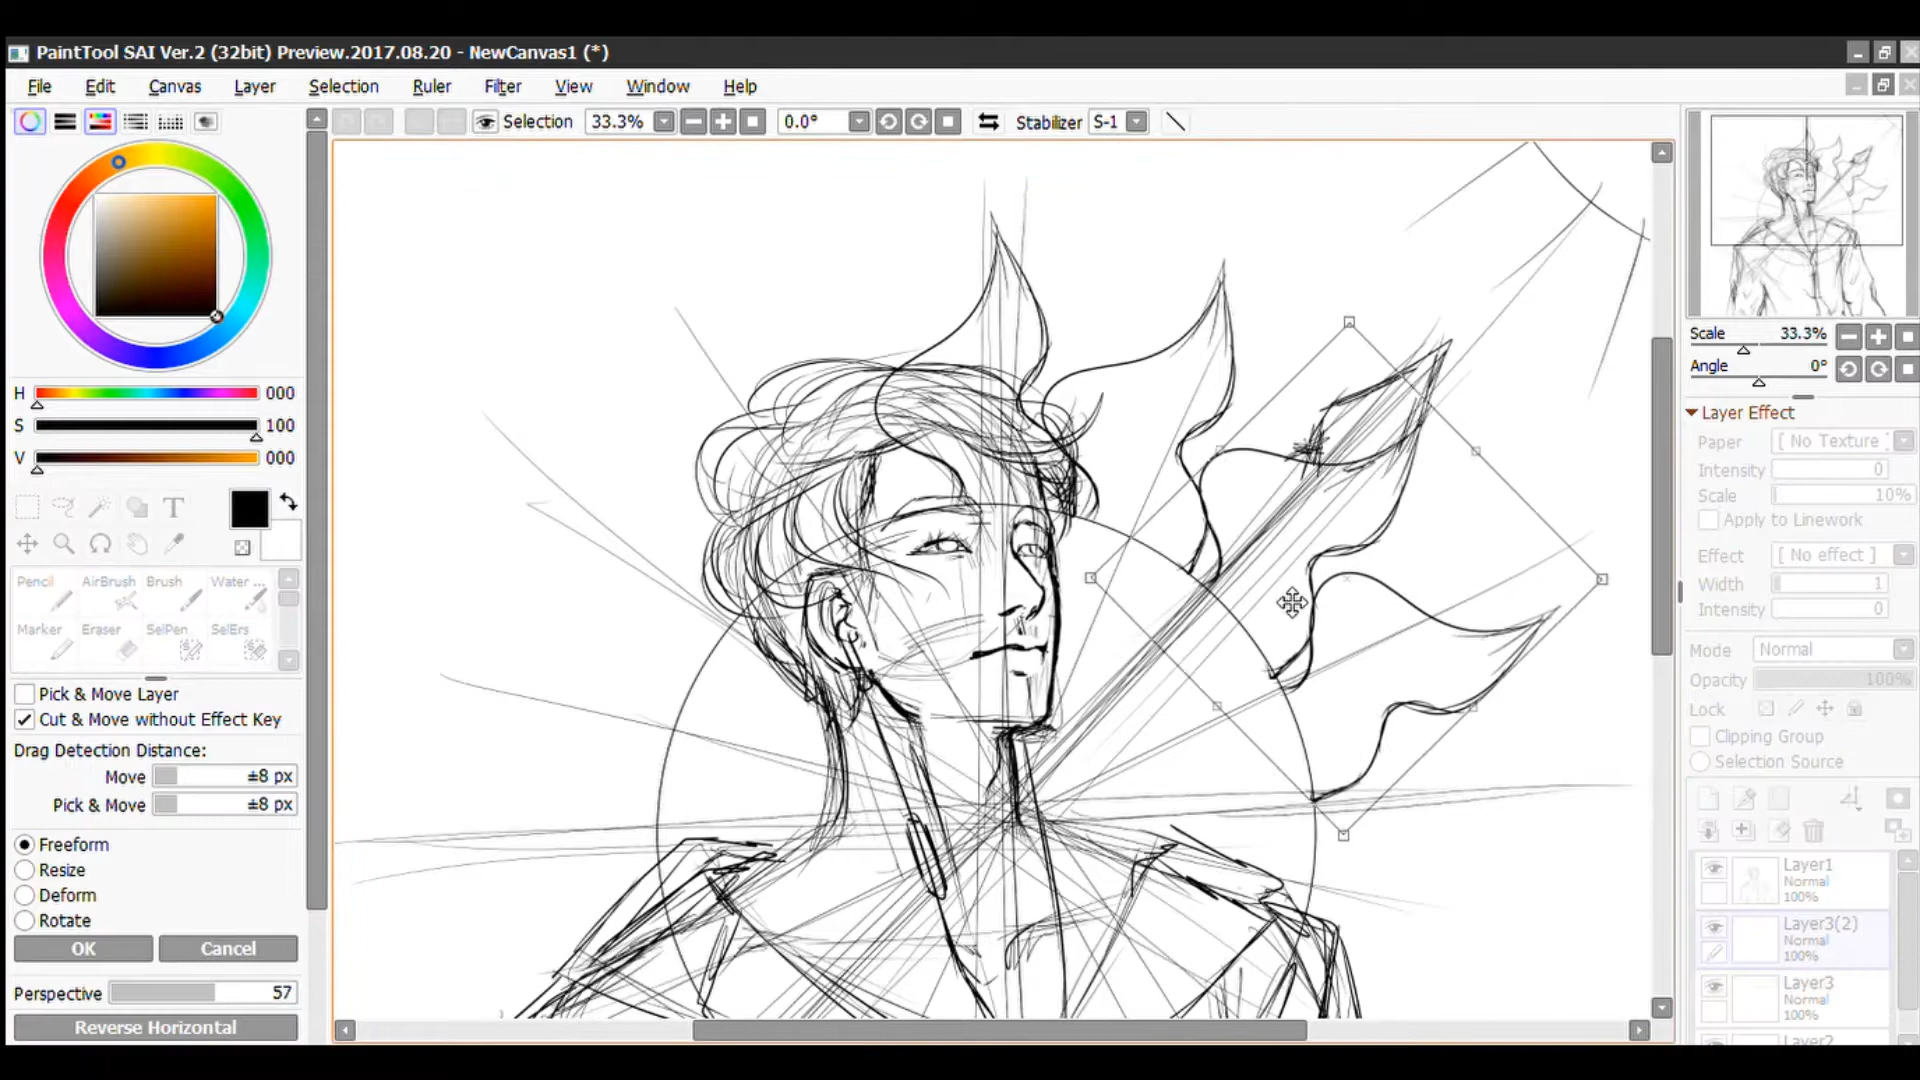 PaintTool SAI Ver.2 (32bit) Preview.2017.08.20 - NewCanvas1 (*)
File Edit Canvas Layer Selection Ruler Filter View Window Help
Selection 33.3% 0.0° Stabilizer S-1
Scale 33.3%
Angle 0°
H 000
S 100
V 000
T
Pencil AirBrush Brush Water ...
Marker Eraser SelPen SelErs
Pick & Move Layer
Cut & Move without Effect Key
Drag Detection Distance:
Move ±8 px
Pick & Move ±8 px
Freeform
Resize
Deform
Rotate
OK Cancel
Perspective 57
Reverse Horizontal
Layer Effect
Paper [ No Texture ]
Intensity 0
Scale 10%
Apply to Linework
Effect [ No effect ]
Width 1
Intensity 0
Mode Normal
Opacity 100%
Lock
Clipping Group
Selection Source
Layer1
Normal
100%
Layer3(2)
Normal
100%
Layer3
Normal
100%
Layer2